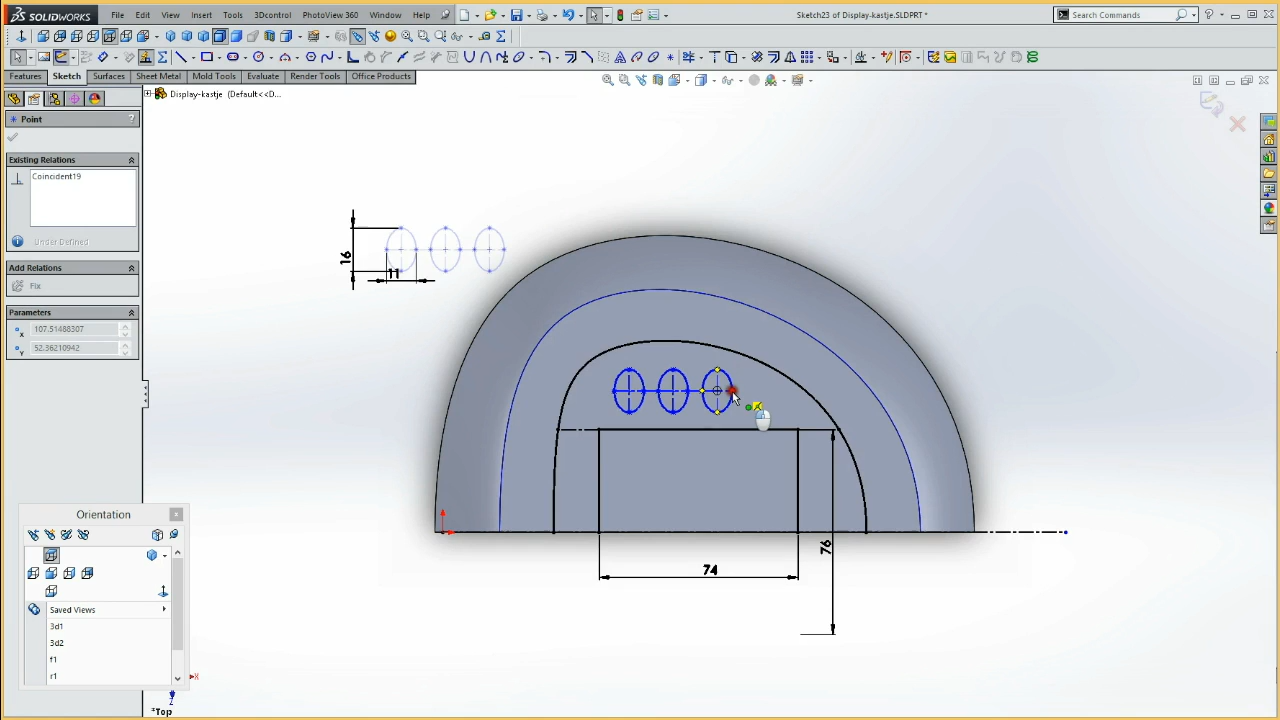 SOLIDWORKS File Edit View Insert Tools 3Dcontrol PhotoView 360 Window Help Sketch23 of Display-kastje.SLDPRT * Search Commands
Features Sketch Surfaces Sheet Metal Mold Tools Evaluate Render Tools Office Products
Display-kastje (Default<<D...
Point ?
Existing Relations
Coincident19
Under Defined
Add Relations
Fix
Parameters
107.51488307
52.36210942
16
11
76
74
Orientation
Saved Views
3d1
3d2
f1
r1
X
Z
*Top